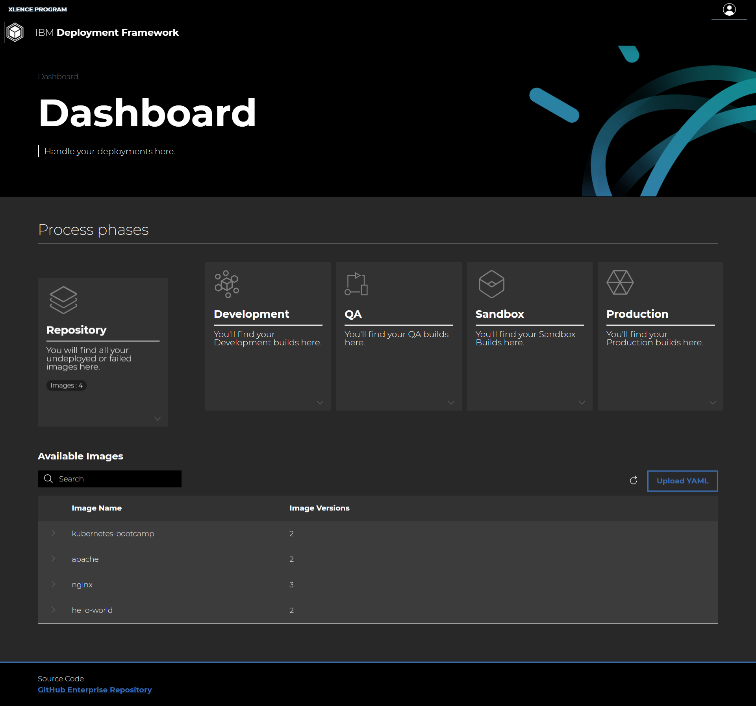 XLENCE PROGRAM
IBM Deployment Framework
Dashboard
Dashboard
Handle your deployments here.
Process phases
Repository
You will find all your
undeployed or failed
images here.
Images : 4
Development
You'll find your
Development builds here
QA
You'll find your QA builds
here.
Sandbox
You'll find your Sandbox
Builds here.
Production
You'll find your
Production builds here.
Available Images
Search
Upload YAML
Image Name Image Versions
kubernetes-bootcamp 2
apache 2
nginx 3
hello-world 2
Source Code
GitHub Enterprise Repository